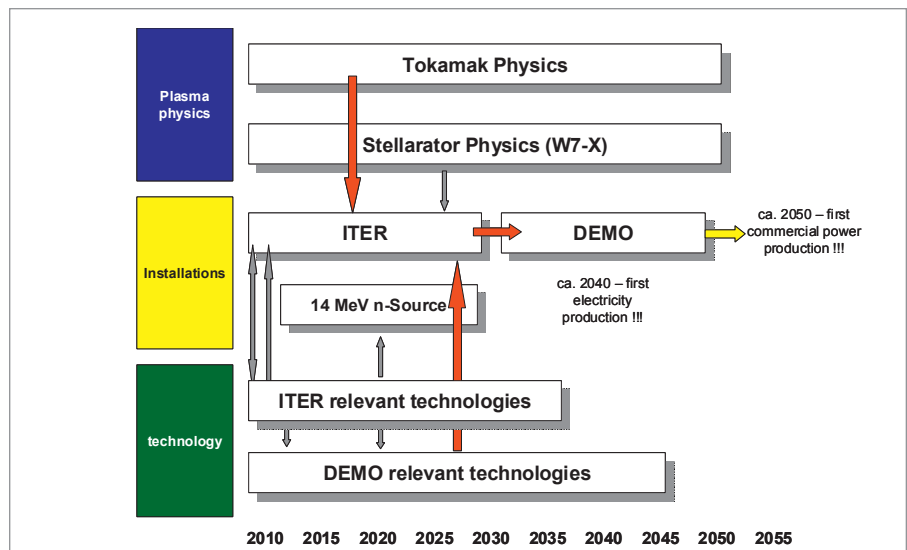 Plasma
physics
Tokamak Physics
Stellarator Physics (W7-X)
Installations
ITER
DEMO
ca. 2050 – first
commercial power
production !!!
14 MeV n-Source
ca. 2040 – first
electricity
production !!!
technology
ITER relevant technologies
DEMO relevant technologies
2010 2015 2020 2025 2030 2035 2040 2045 2050 2055